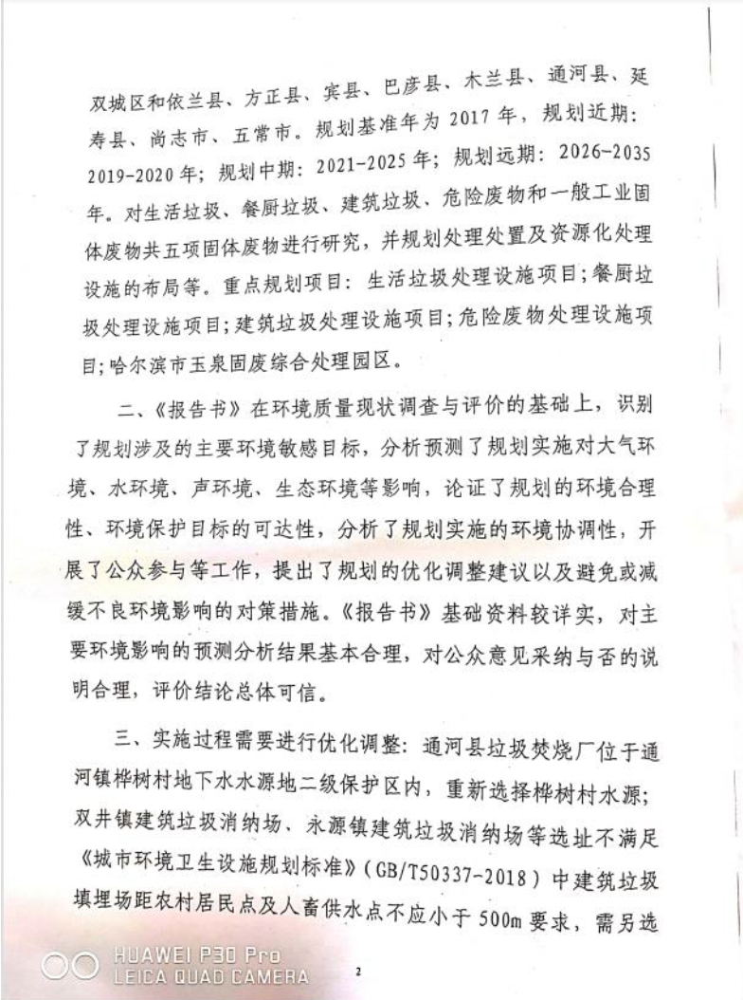 双城区和依兰县、方正县、宾县、巴彦县、木兰县、通河县、延
寿县、尚志市、五常市。规划基准年为 2017 年，规划近期：
2019-2020 年；规划中期：2021-2025 年；规划远期：2026-2035
年。对生活垃圾、餐厨垃圾、建筑垃圾、危险废物和一般工业固
体废物共五项固体废物进行研究，并规划处理处置及资源化处理
设施的布局等。重点规划项目：生活垃圾处理设施项目;餐厨垃
圾处理设施项目;建筑垃圾处理设施项目;危险废物处理设施项
目;哈尔滨市玉泉固废综合处理园区。
二、《报告书》在环境质量现状调查与评价的基础上，识别
了规划涉及的主要环境敏感目标，分析预测了规划实施对大气环
境、水环境、声环境、生态环境等影响，论证了规划的环境合理
性、环境保护目标的可达性，分析了规划实施的环境协调性，开
展了公众参与等工作，提出了规划的优化调整建议以及避免或减
缓不良环境影响的对策措施。《报告书》基础资料较详实，对主
要环境影响的预测分析结果基本合理，对公众意见采纳与否的说
明合理，评价结论总体可信。
三、实施过程需要进行优化调整：通河县垃圾焚烧厂位于通
河镇桦树村地下水水源地二级保护区内，重新选择桦树村水源；
双井镇建筑垃圾消纳场、永源镇建筑垃圾消纳场等选址不满足
《城市环境卫生设施规划标准》（GB/T50337-2018）中建筑垃圾
填埋场距农村居民点及人畜供水点不应小于 500m 要求，需另选
HUAWEI P30 Pro
LEICA QUAD CAMERA
2